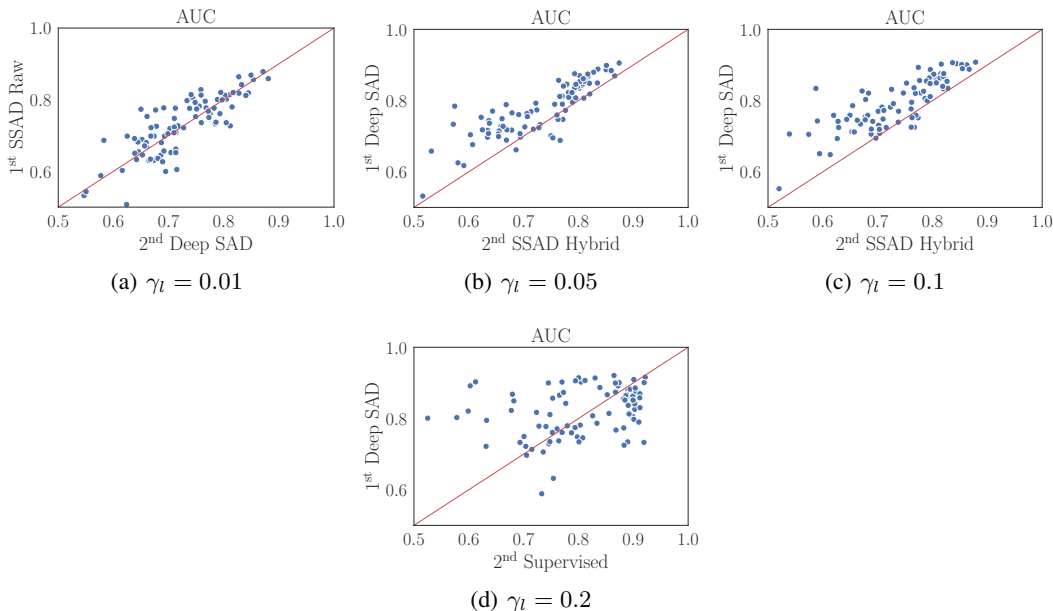 AUC
1.0
0.8
0.6
1st SSAD Raw
0.5 0.6 0.7 0.8 0.9 1.0
2nd Deep SAD
(a) γl = 0.01
AUC
1.0
0.8
0.6
1st Deep SAD
0.5 0.6 0.7 0.8 0.9 1.0
2nd SSAD Hybrid
(b) γl = 0.05
AUC
1.0
0.8
0.6
1st Deep SAD
0.5 0.6 0.7 0.8 0.9 1.0
2nd SSAD Hybrid
(c) γl = 0.1
AUC
1.0
0.8
0.6
1st Deep SAD
0.5 0.6 0.7 0.8 0.9 1.0
2nd Supervised
(d) γl = 0.2